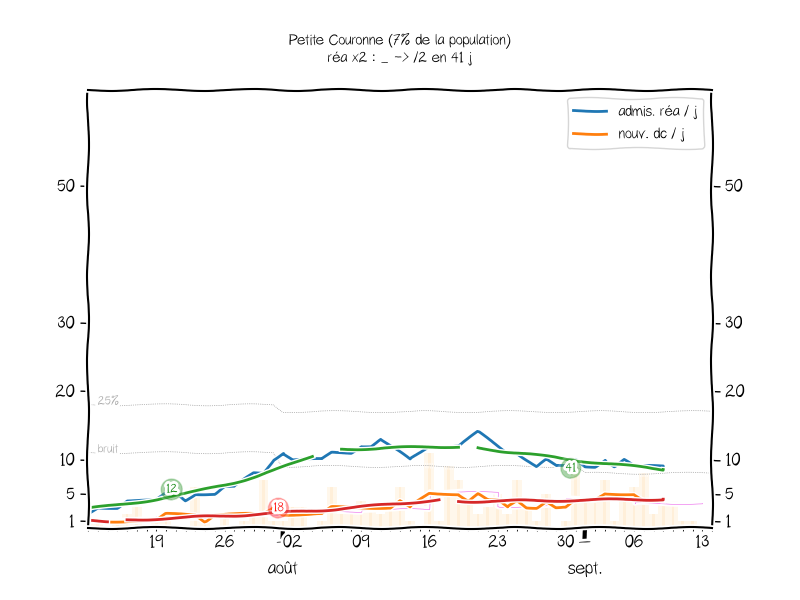 Petite Couronne (7% de la population)
réa x2 : _ -> /2 en 41 j
admis. réa / j
nouv. dc / j
50 50
30 30
20 20
25%
bruit
10 10
41
12
5 5
18
1 1
19 26 02 09 16 23 30 06 13
août sept.